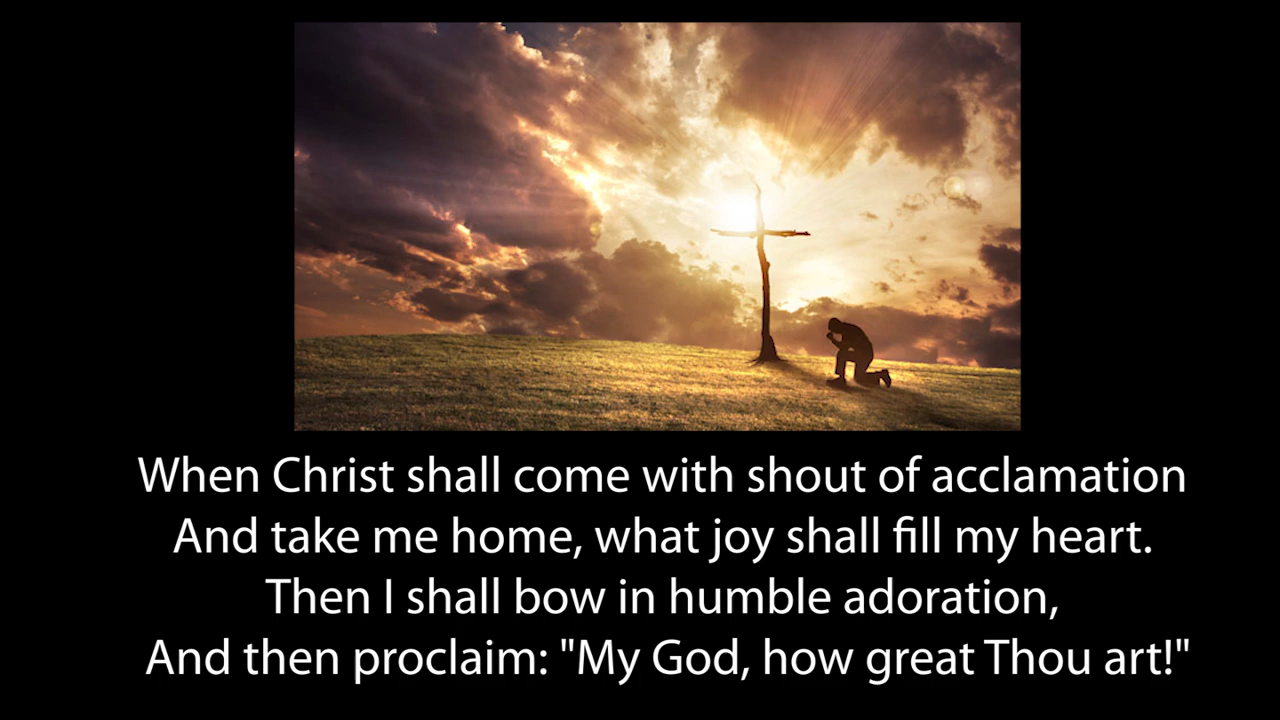 When Christ shall come with shout of acclamation
And take me home, what joy shall fill my heart.
Then I shall bow in humble adoration,
And then proclaim: "My God, how great Thou art!"